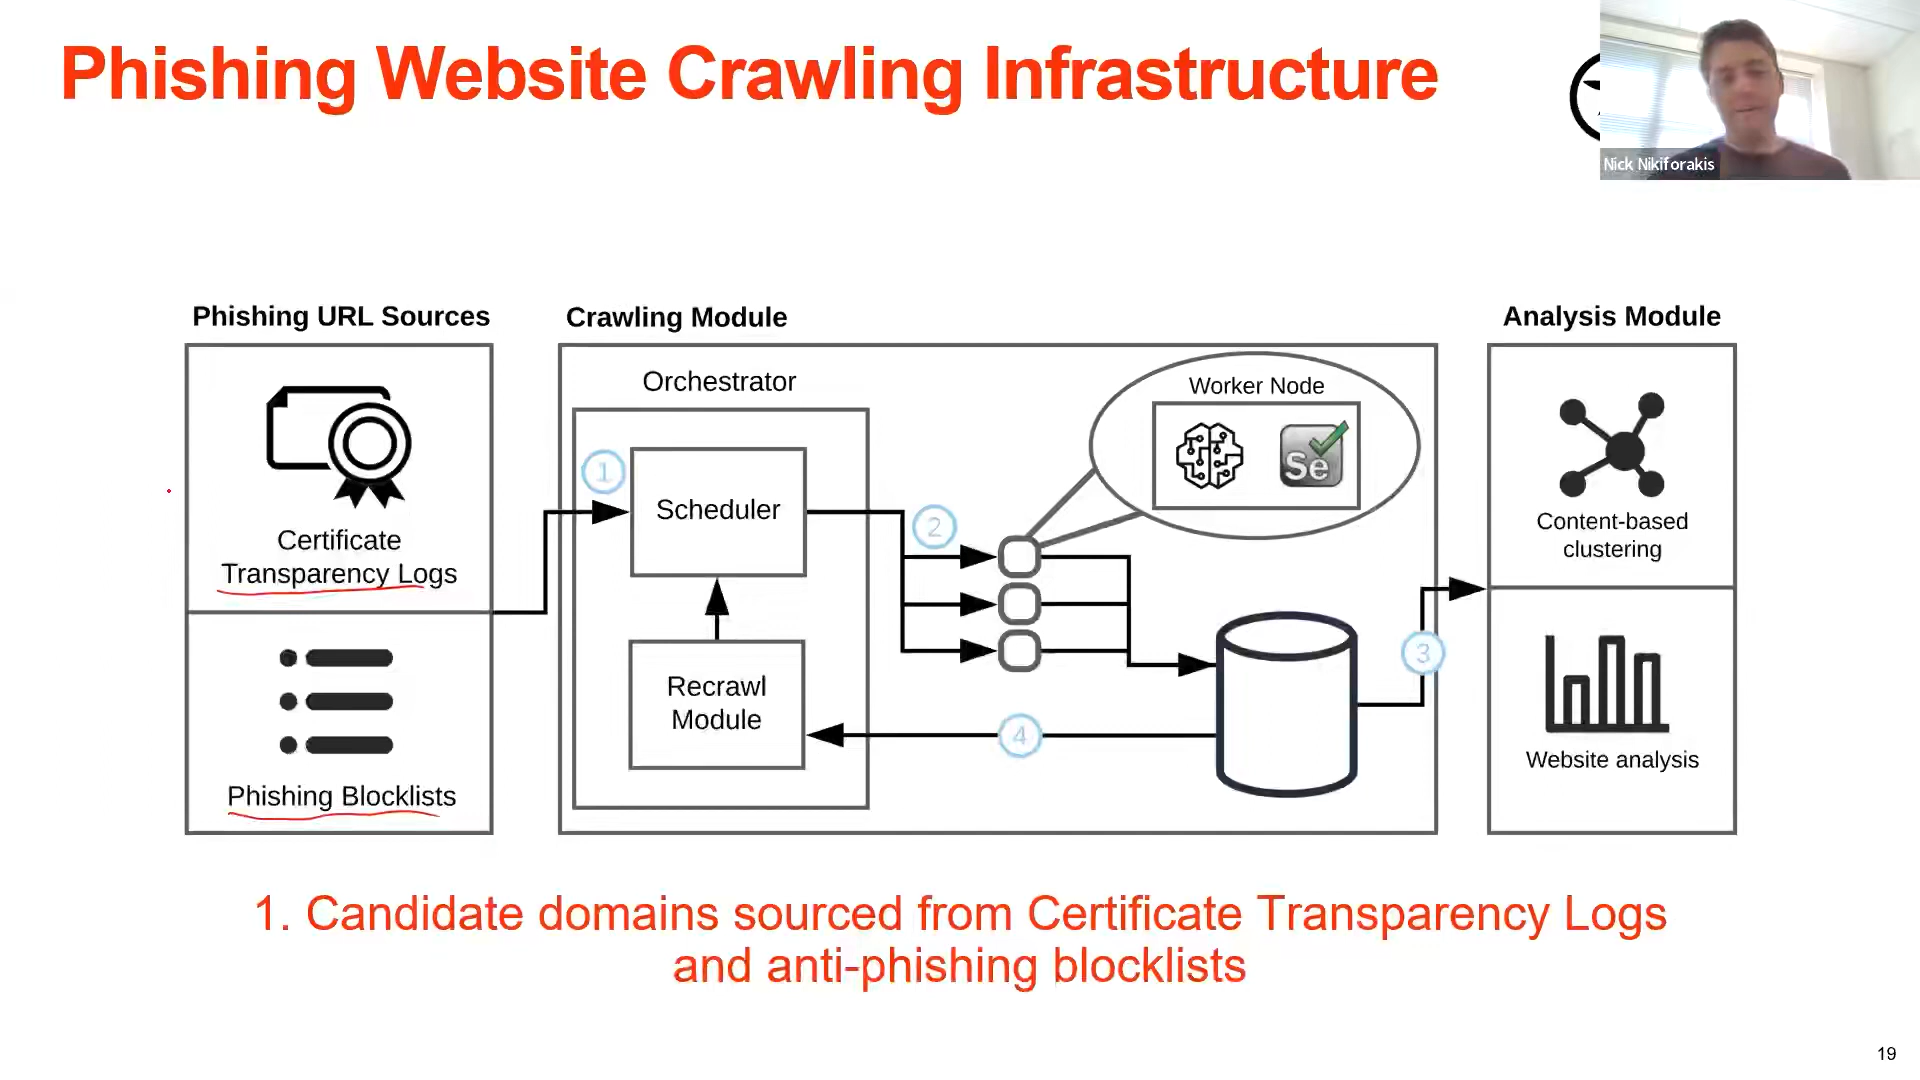 Phishing Website Crawling Infrastructure
Nick Nikiforakis
Phishing URL Sources
Certificate
Transparency Logs
Phishing Blocklists
Crawling Module
Orchestrator
1
Scheduler
Recrawl
Module
2
Worker Node
Se
3
4
Analysis Module
Content-based
clustering
Website analysis
1. Candidate domains sourced from Certificate Transparency Logs
and anti-phishing blocklists
19